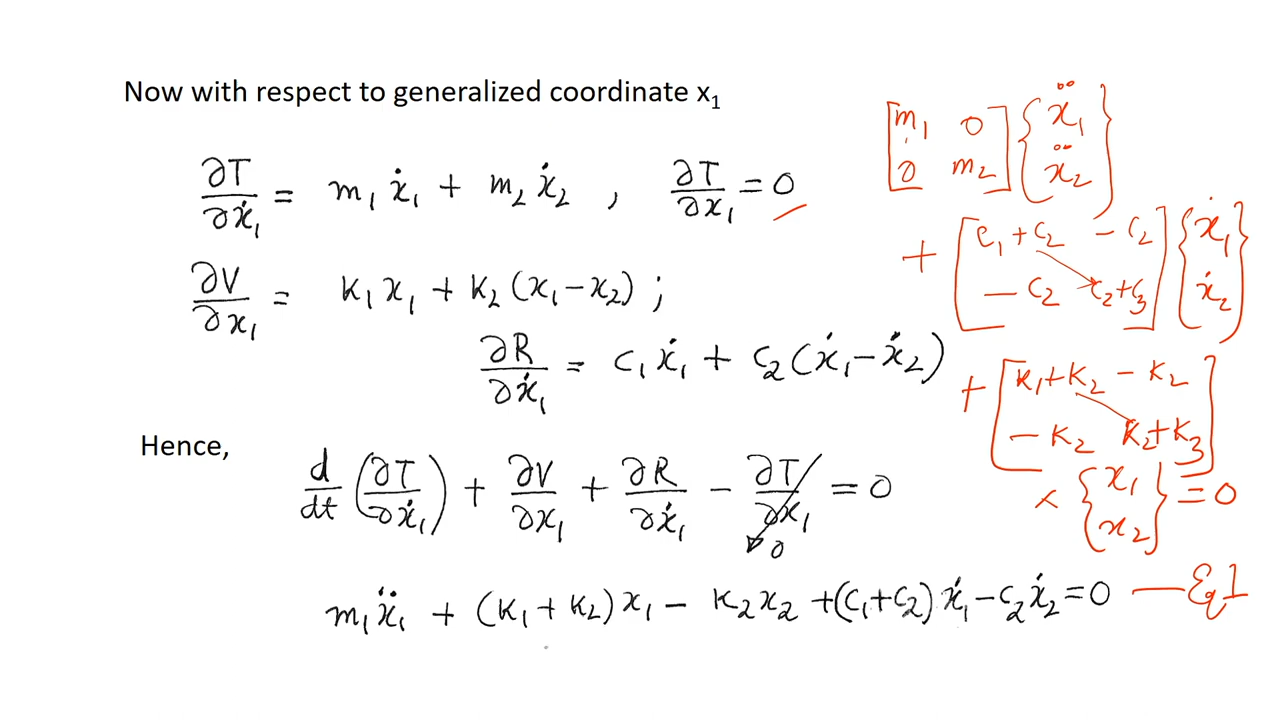 Now with respect to generalized coordinate x₁
∂T/∂ẋ₁ = m₁ẋ₁ + m₂ẋ₂ , ∂T/∂x₁ = 0
∂V/∂x₁ = K₁x₁ + K₂(x₁−x₂) ;
∂R/∂ẋ₁ = C₁ẋ₁ + C₂(ẋ₁−ẋ₂)
Hence,
d/dt (∂T/∂ẋ₁) + ∂V/∂x₁ + ∂R/∂ẋ₁ − ∂T/∂x₁ = 0
0
m₁ẍ₁ + (K₁+K₂)x₁ − K₂x₂ + (C₁+C₂)ẋ₁ − C₂ẋ₂ = 0 — Eq 1
[m₁ 0] {ẍ₁}
[0 m₂] {ẍ₂}
+ [C₁+C₂ −C₂] {ẋ₁}
[−C₂ C₂+C₃] {ẋ₂}
+ [K₁+K₂ −K₂]
[−K₂ K₂+K₃]
× {x₁} = 0
{x₂}